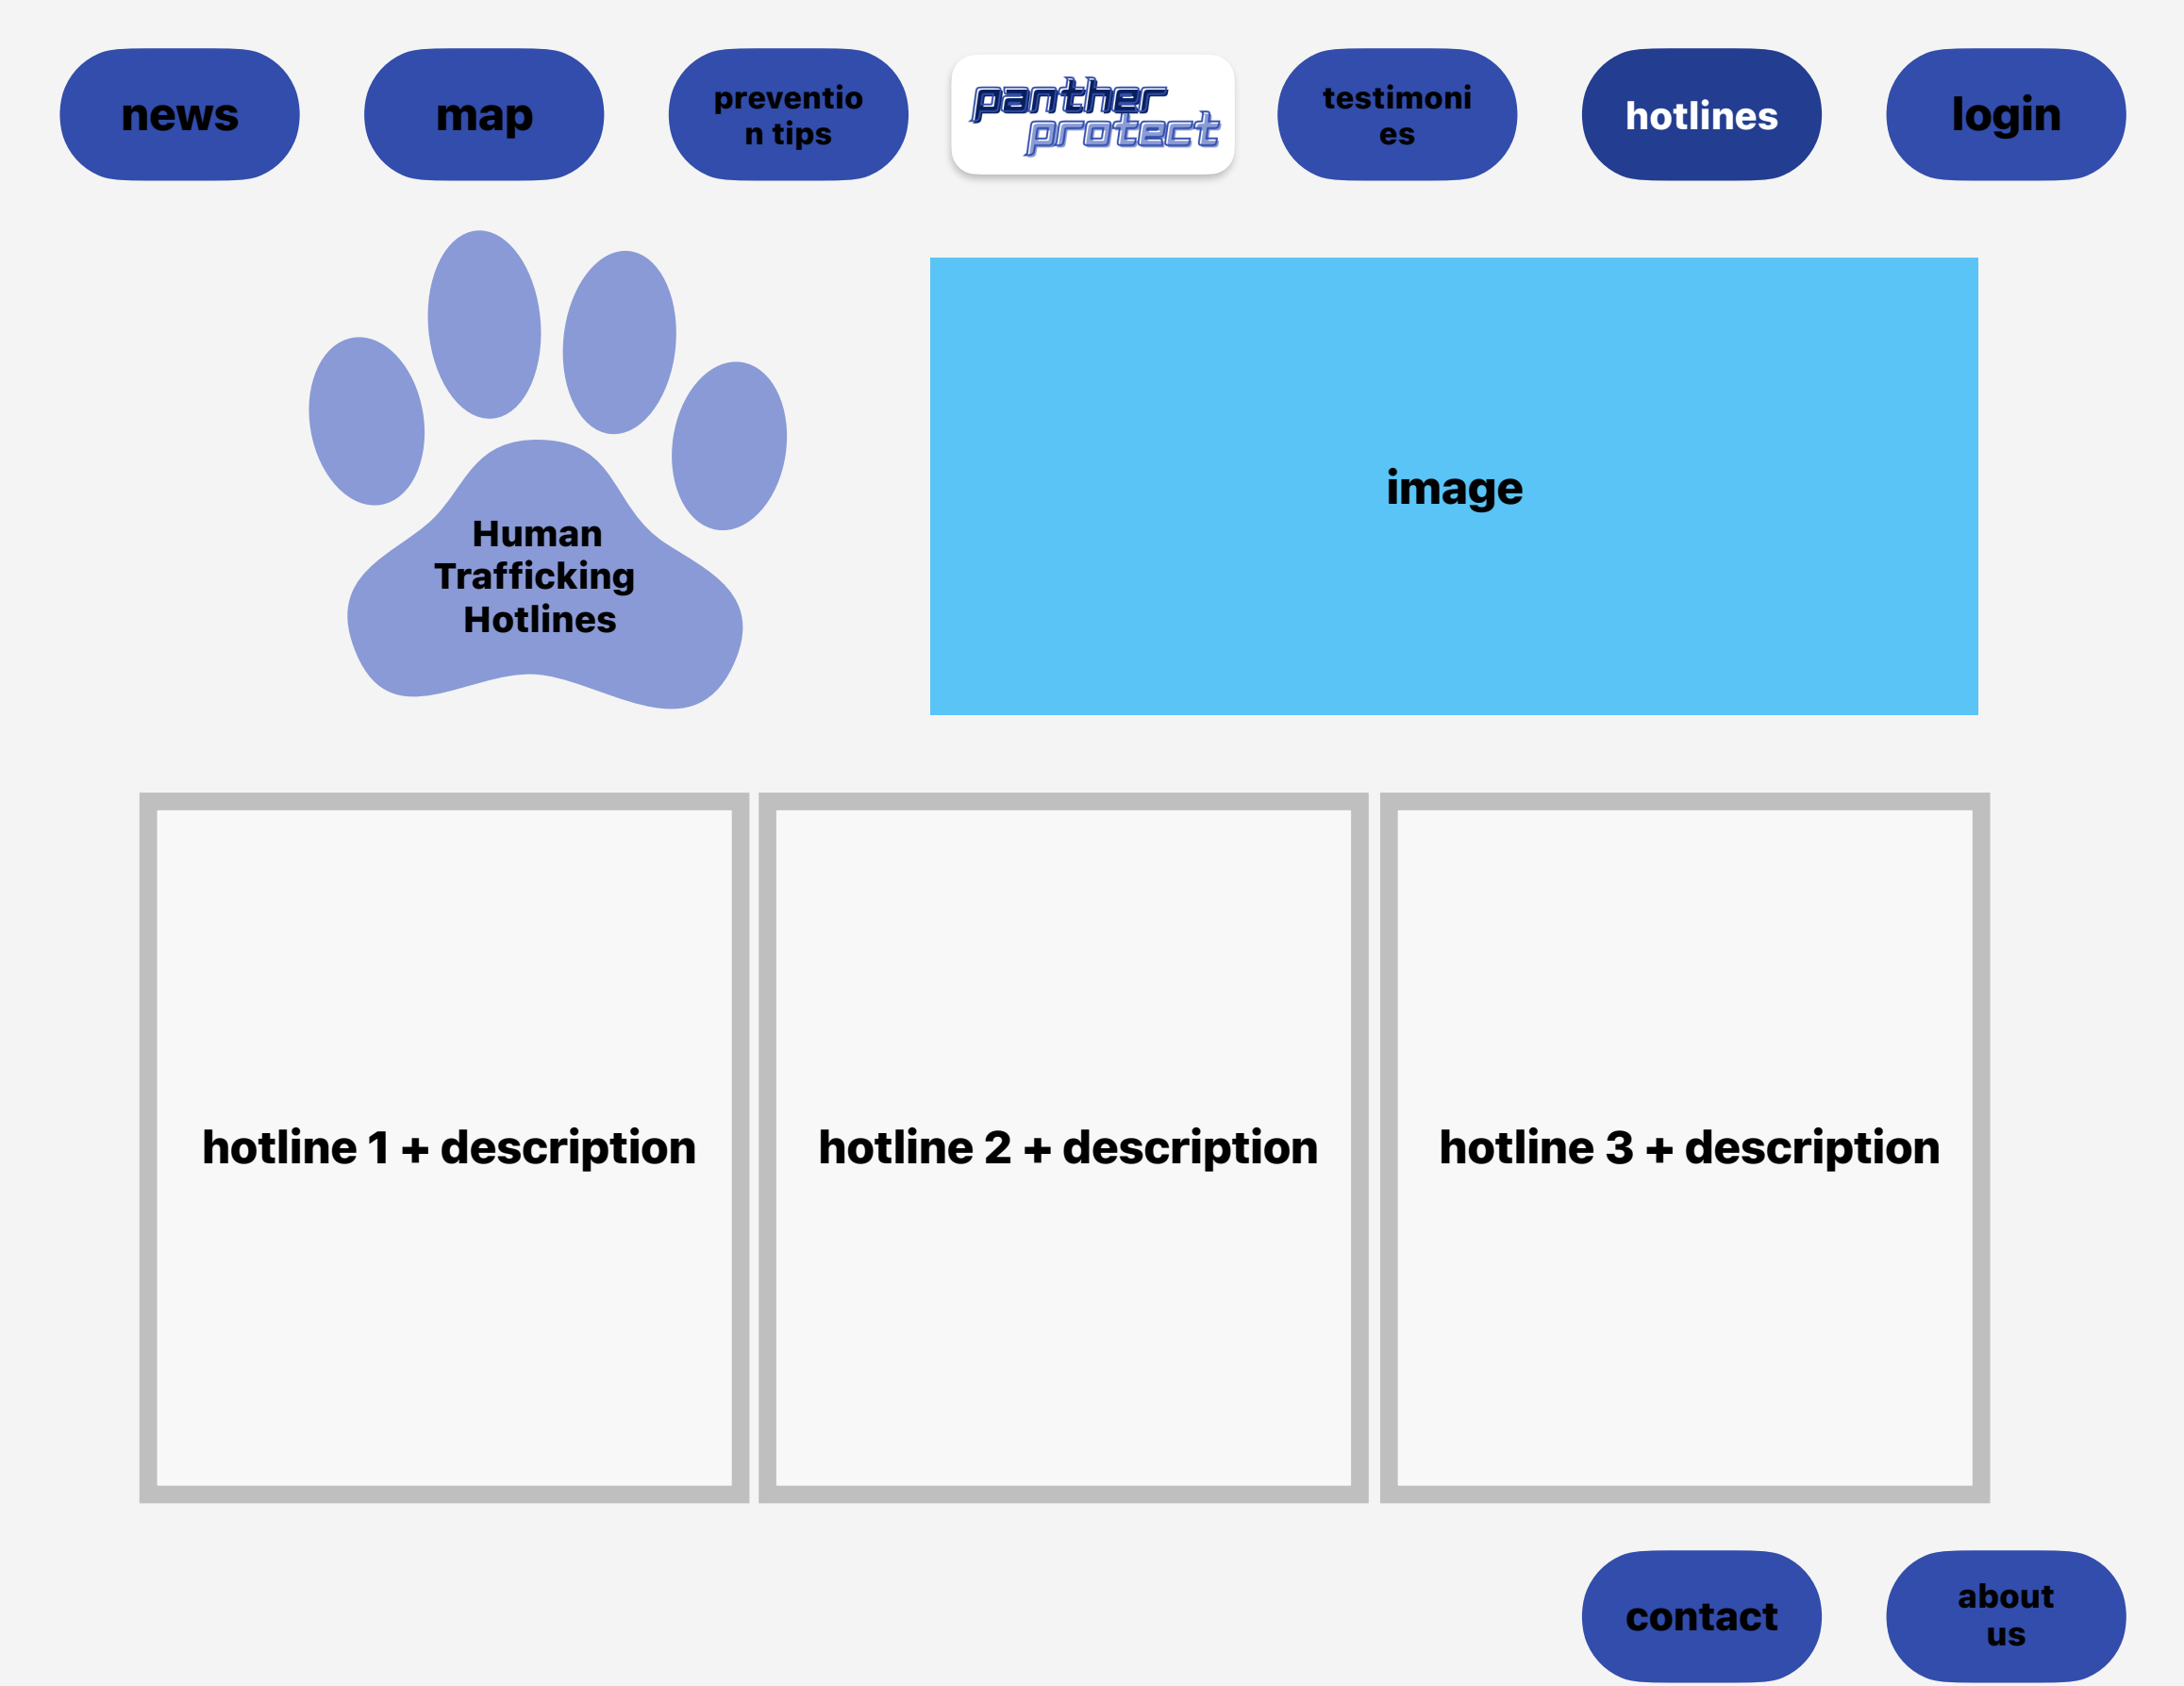 news
map
preventio
n tips
panther
protect
testimoni
es
hotlines
login
Human
Trafficking
Hotlines
image
hotline 1 + description
hotline 2 + description
hotline 3 + description
contact
about
us